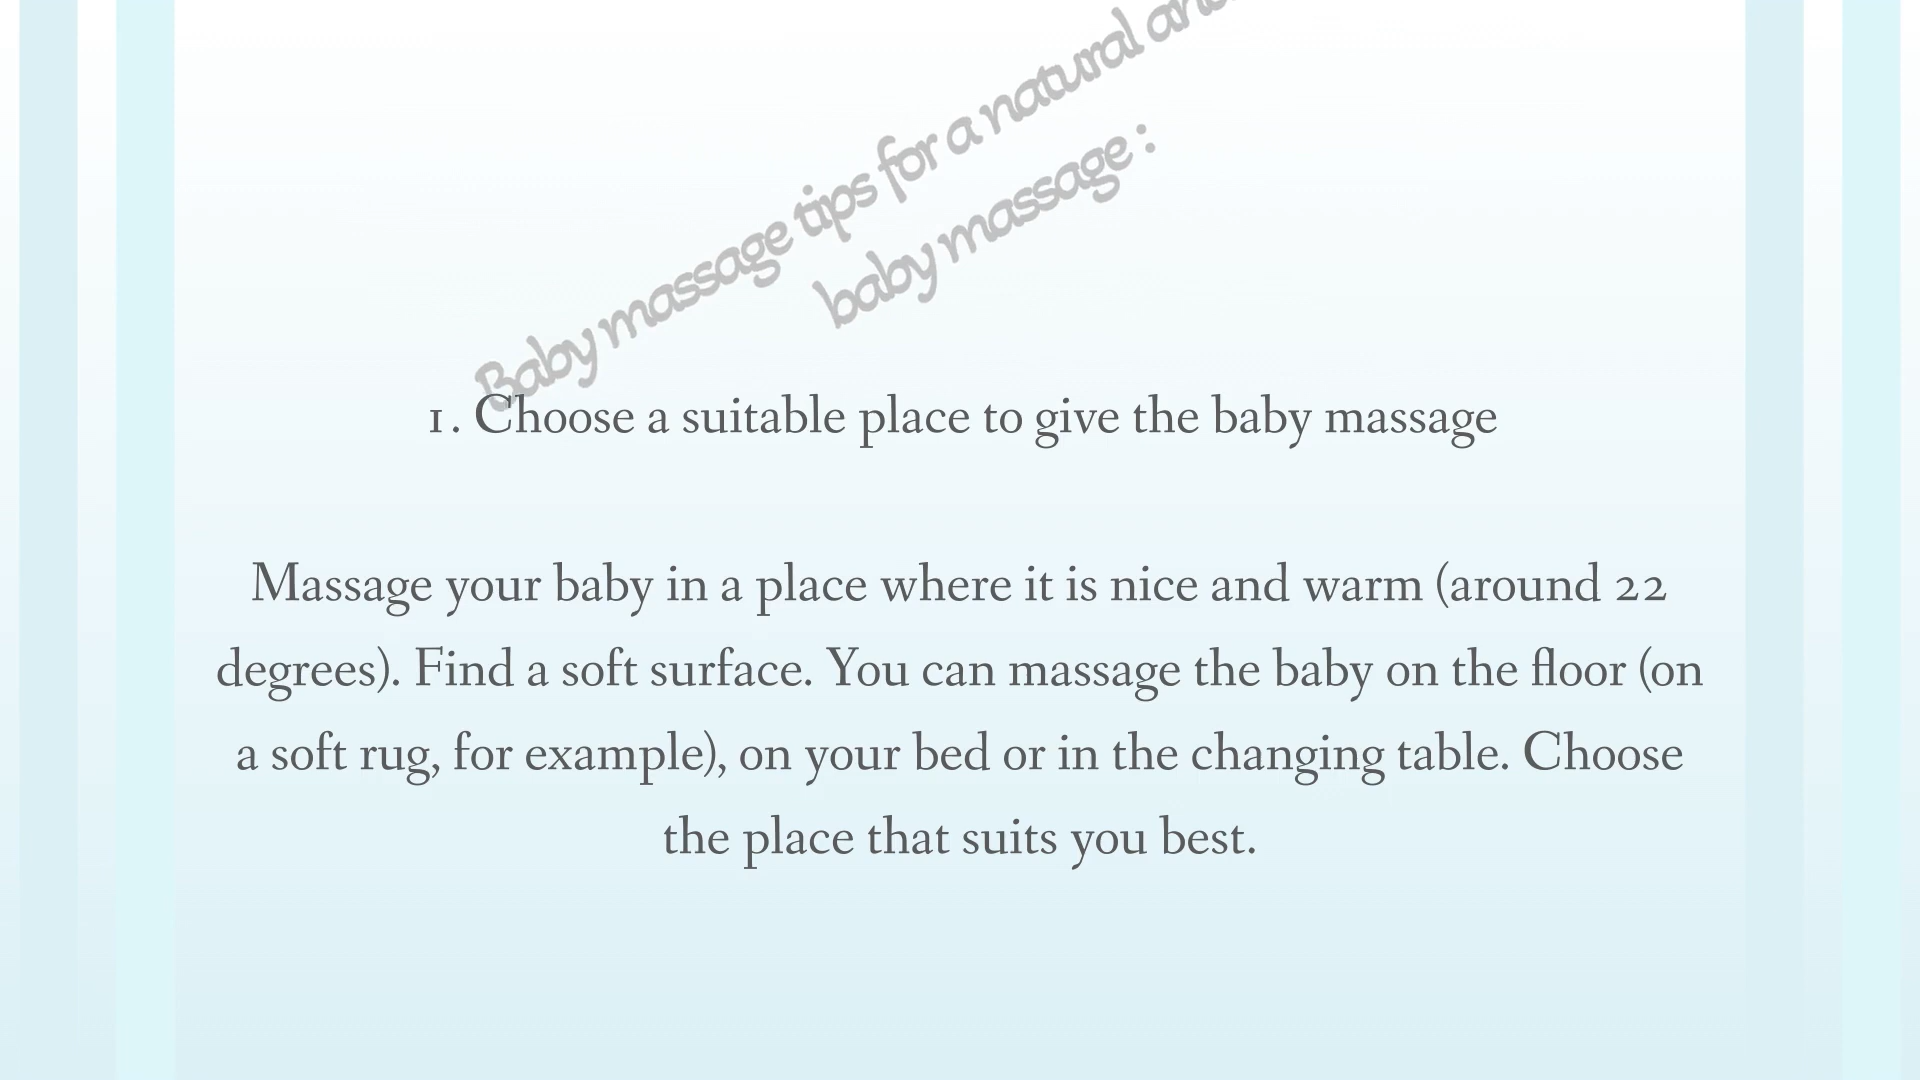 Baby massage tips for a natural and
baby massage :
1. Choose a suitable place to give the baby massage
Massage your baby in a place where it is nice and warm (around 22
degrees). Find a soft surface. You can massage the baby on the floor (on
a soft rug, for example), on your bed or in the changing table. Choose
the place that suits you best.